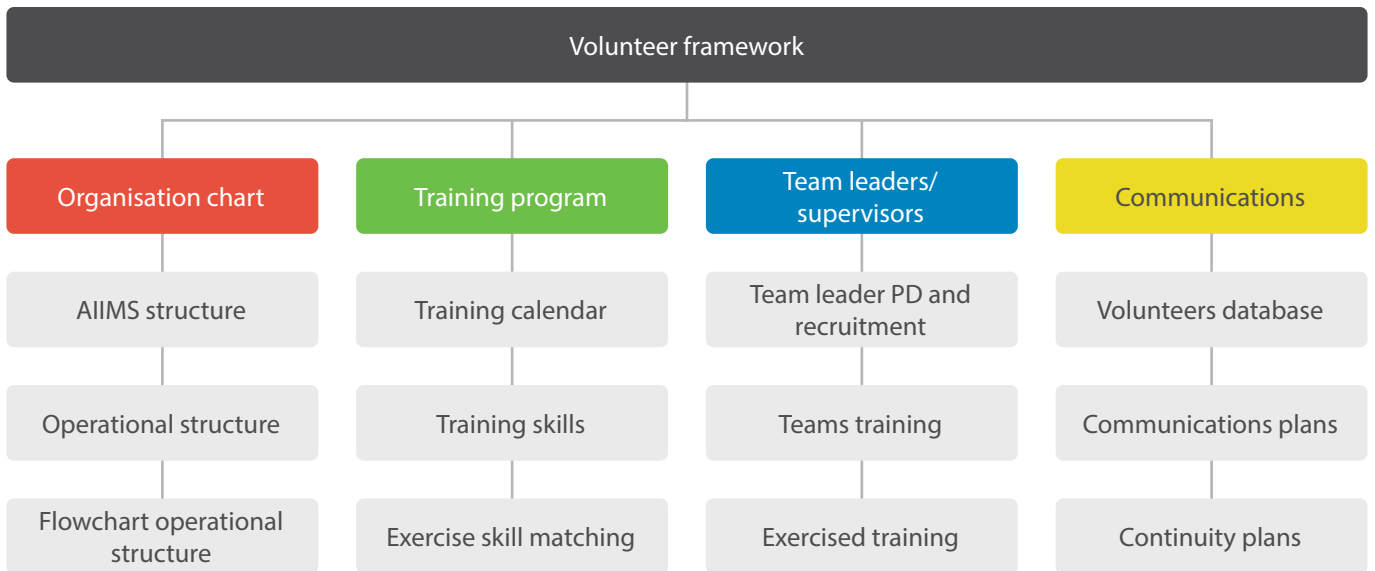 Volunteer framework
Organisation chart
AIIMS structure
Operational structure
Flowchart operational
structure
Training program
Training calendar
Training skills
Exercise skill matching
Team leaders/
supervisors
Team leader PD and
recruitment
Teams training
Exercised training
Communications
Volunteers database
Communications plans
Continuity plans